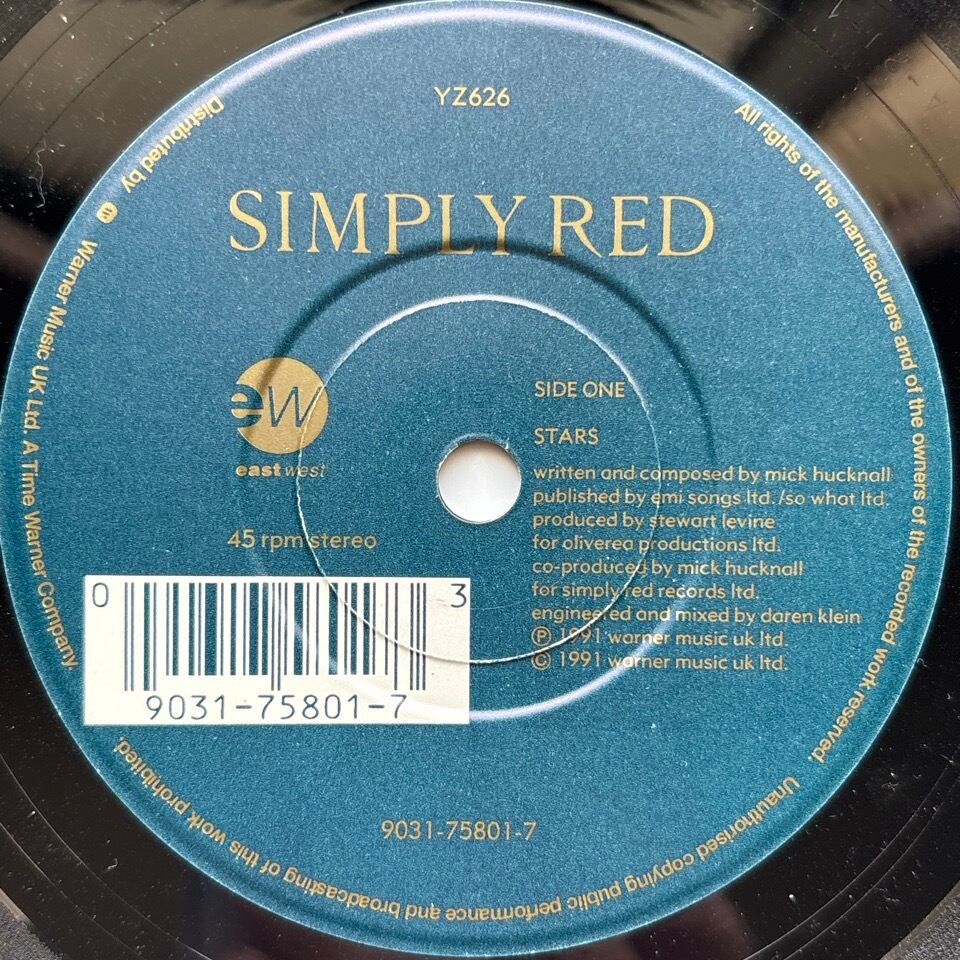 YZ626
SIMPLY RED
ew
eastwest
45 rpm stereo
SIDE ONE
STARS
written and composed by mick hucknall
published by emi songs ltd./so what ltd.
produced by stewart levine
for oliverea productions ltd.
co-produced by mick hucknall
for simply red records ltd.
engineered and mixed by daren klein
℗ 1991 warner music uk ltd.
© 1991 warner music uk ltd.
0 3
9031-75801-7
9031-75801-7
Distributed by Warner Music UK Ltd. A Time Warner Company.
All rights of the manufacturers and of the owners of the recorded work reserved. Unauthorised copying public performance and broadcasting of this work prohibited.